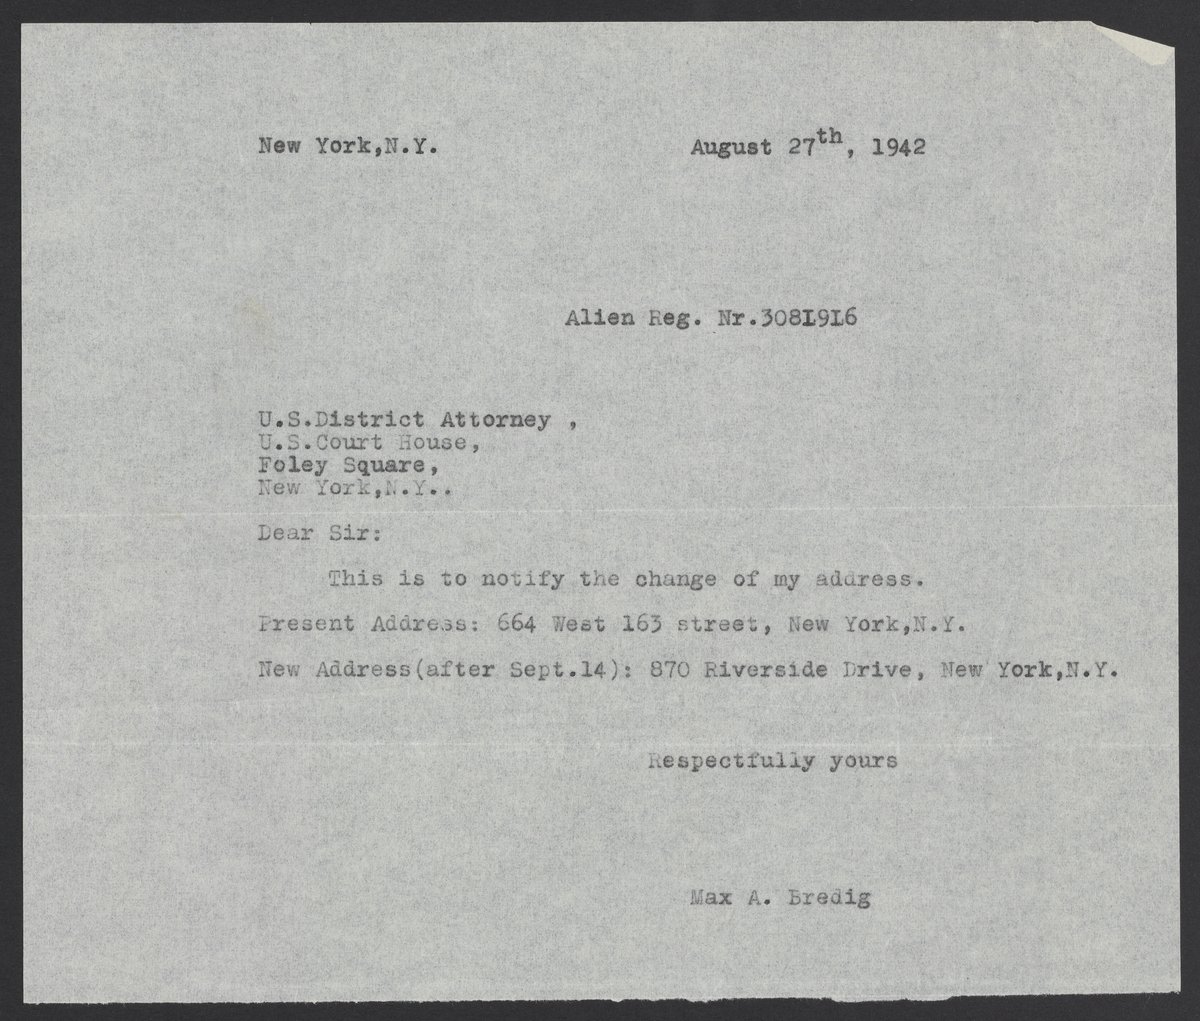 New York,N.Y. August 27th, 1942
Alien Reg. Nr.308I9I6
U.S.District Attorney ,
U.S.Court House,
Foley Square,
New York,N.Y..
Dear Sir:
This is to notify the change of my address.
Present Address: 664 West 163 street, New York,N.Y.
New Address(after Sept.14): 870 Riverside Drive, New York,N.Y.
Respectfully yours
Max A. Bredig